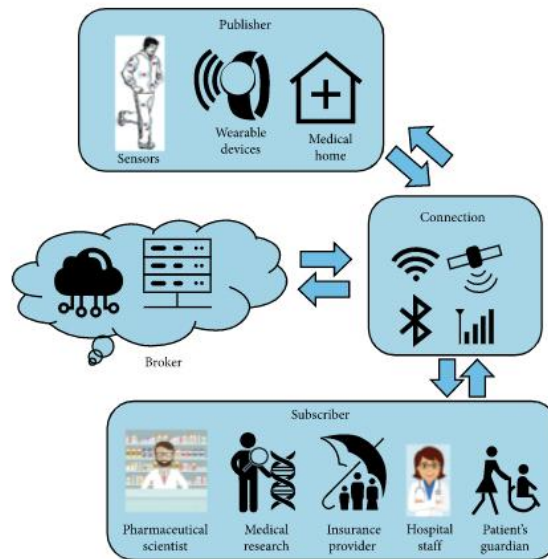 Publisher
Sensors
Wearable
devices
Medical
home
Connection
Broker
Subscriber
Pharmaceutical
scientist
Medical
research
Insurance
provider
Hospital
staff
Patient's
guardian